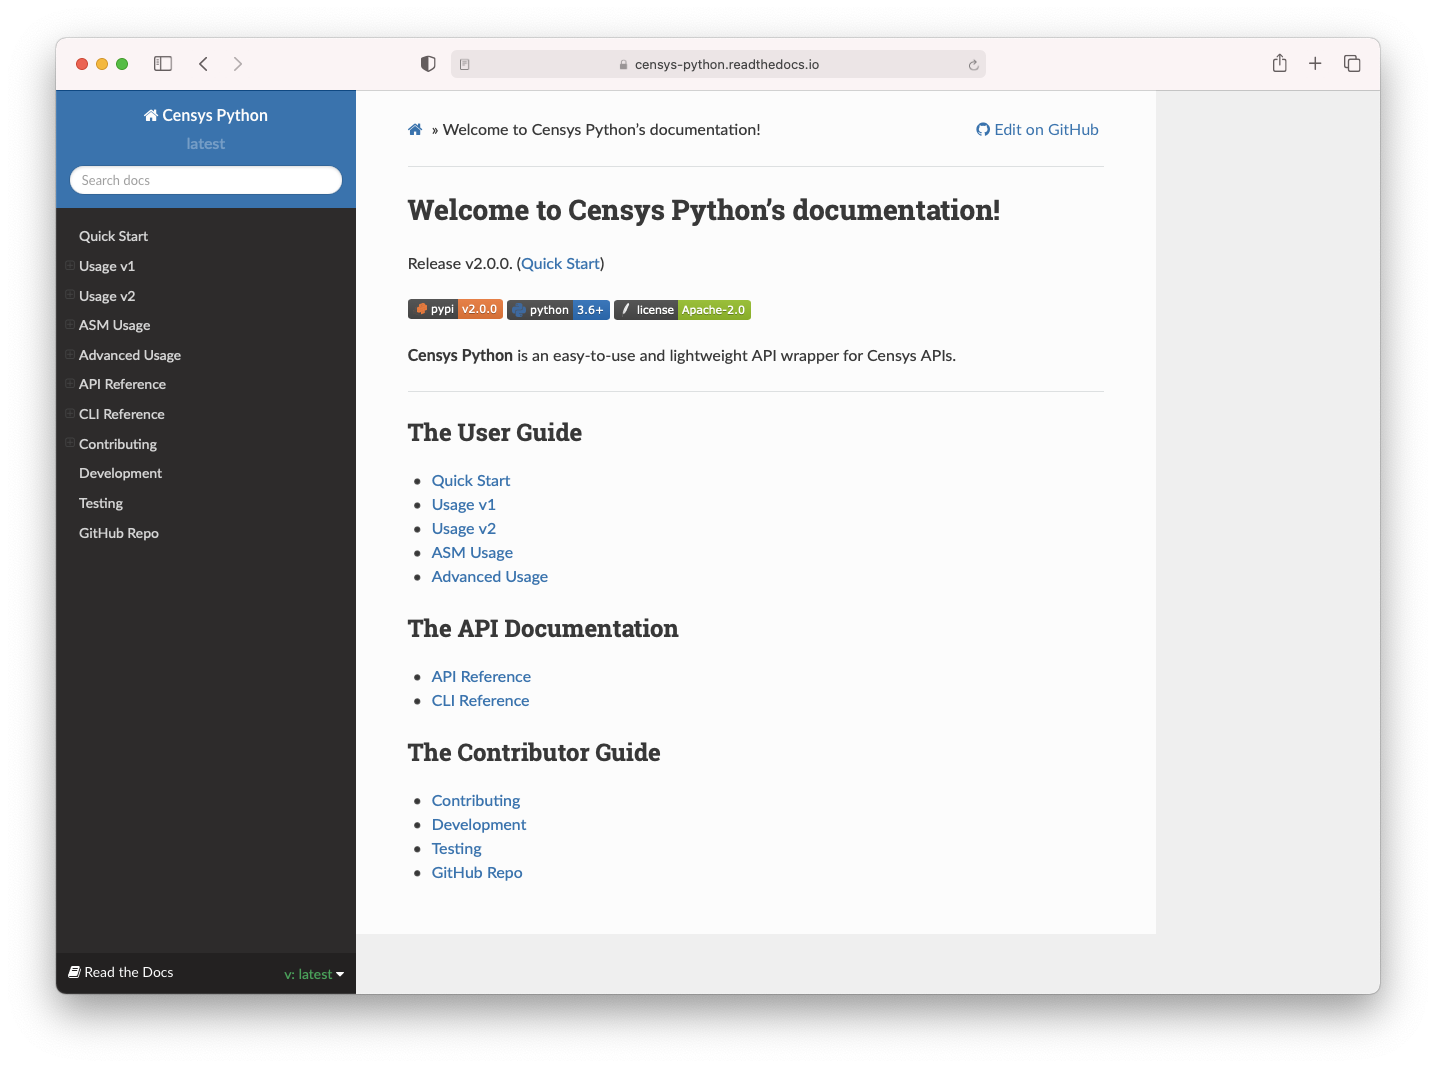 censys-python.readthedocs.io
Censys Python
latest
Search docs
Quick Start
Usage v1
Usage v2
ASM Usage
Advanced Usage
API Reference
CLI Reference
Contributing
Development
Testing
GitHub Repo
Read the Docs
v: latest
» Welcome to Censys Python’s documentation!
Edit on GitHub
Welcome to Censys Python’s documentation!
Release v2.0.0. (Quick Start)
pypi v2.0.0 python 3.6+ license Apache-2.0
Censys Python is an easy-to-use and lightweight API wrapper for Censys APIs.
The User Guide
• Quick Start
• Usage v1
• Usage v2
• ASM Usage
• Advanced Usage
The API Documentation
• API Reference
• CLI Reference
The Contributor Guide
• Contributing
• Development
• Testing
• GitHub Repo